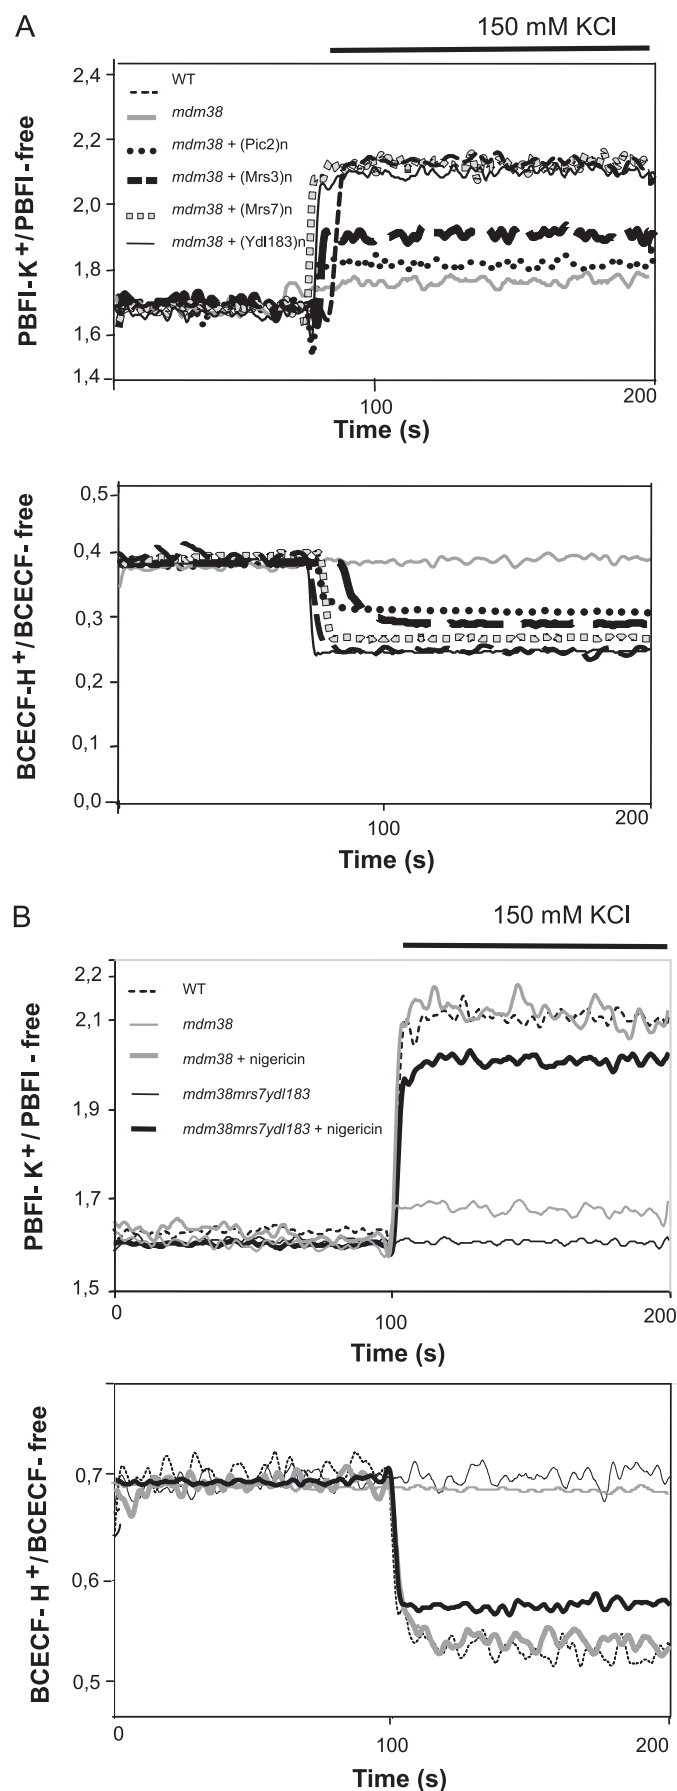 A
150 mM KCl
2,4
2,2
2,0
1,8
1,6
1,4
PBFI-K+/PBFI-free
WT
mdm38
mdm38 + (Pic2)n
mdm38 + (Mrs3)n
mdm38 + (Mrs7)n
mdm38 + (Ydl183)n
100
200
Time (s)
0,5
0,4
0,3
0,2
0,1
0,0
BCECF-H+/BCECF-free
100
200
Time (s)
B
150 mM KCl
2,2
2,1
1,9
1,7
1,5
PBFI-K+/PBFI-free
WT
mdm38
mdm38 + nigericin
mdm38mrs7ydl183
mdm38mrs7ydl183 + nigericin
0
100
200
Time (s)
0,7
0,6
0,5
BCECF-H+/BCECF-free
0
100
200
Time (s)